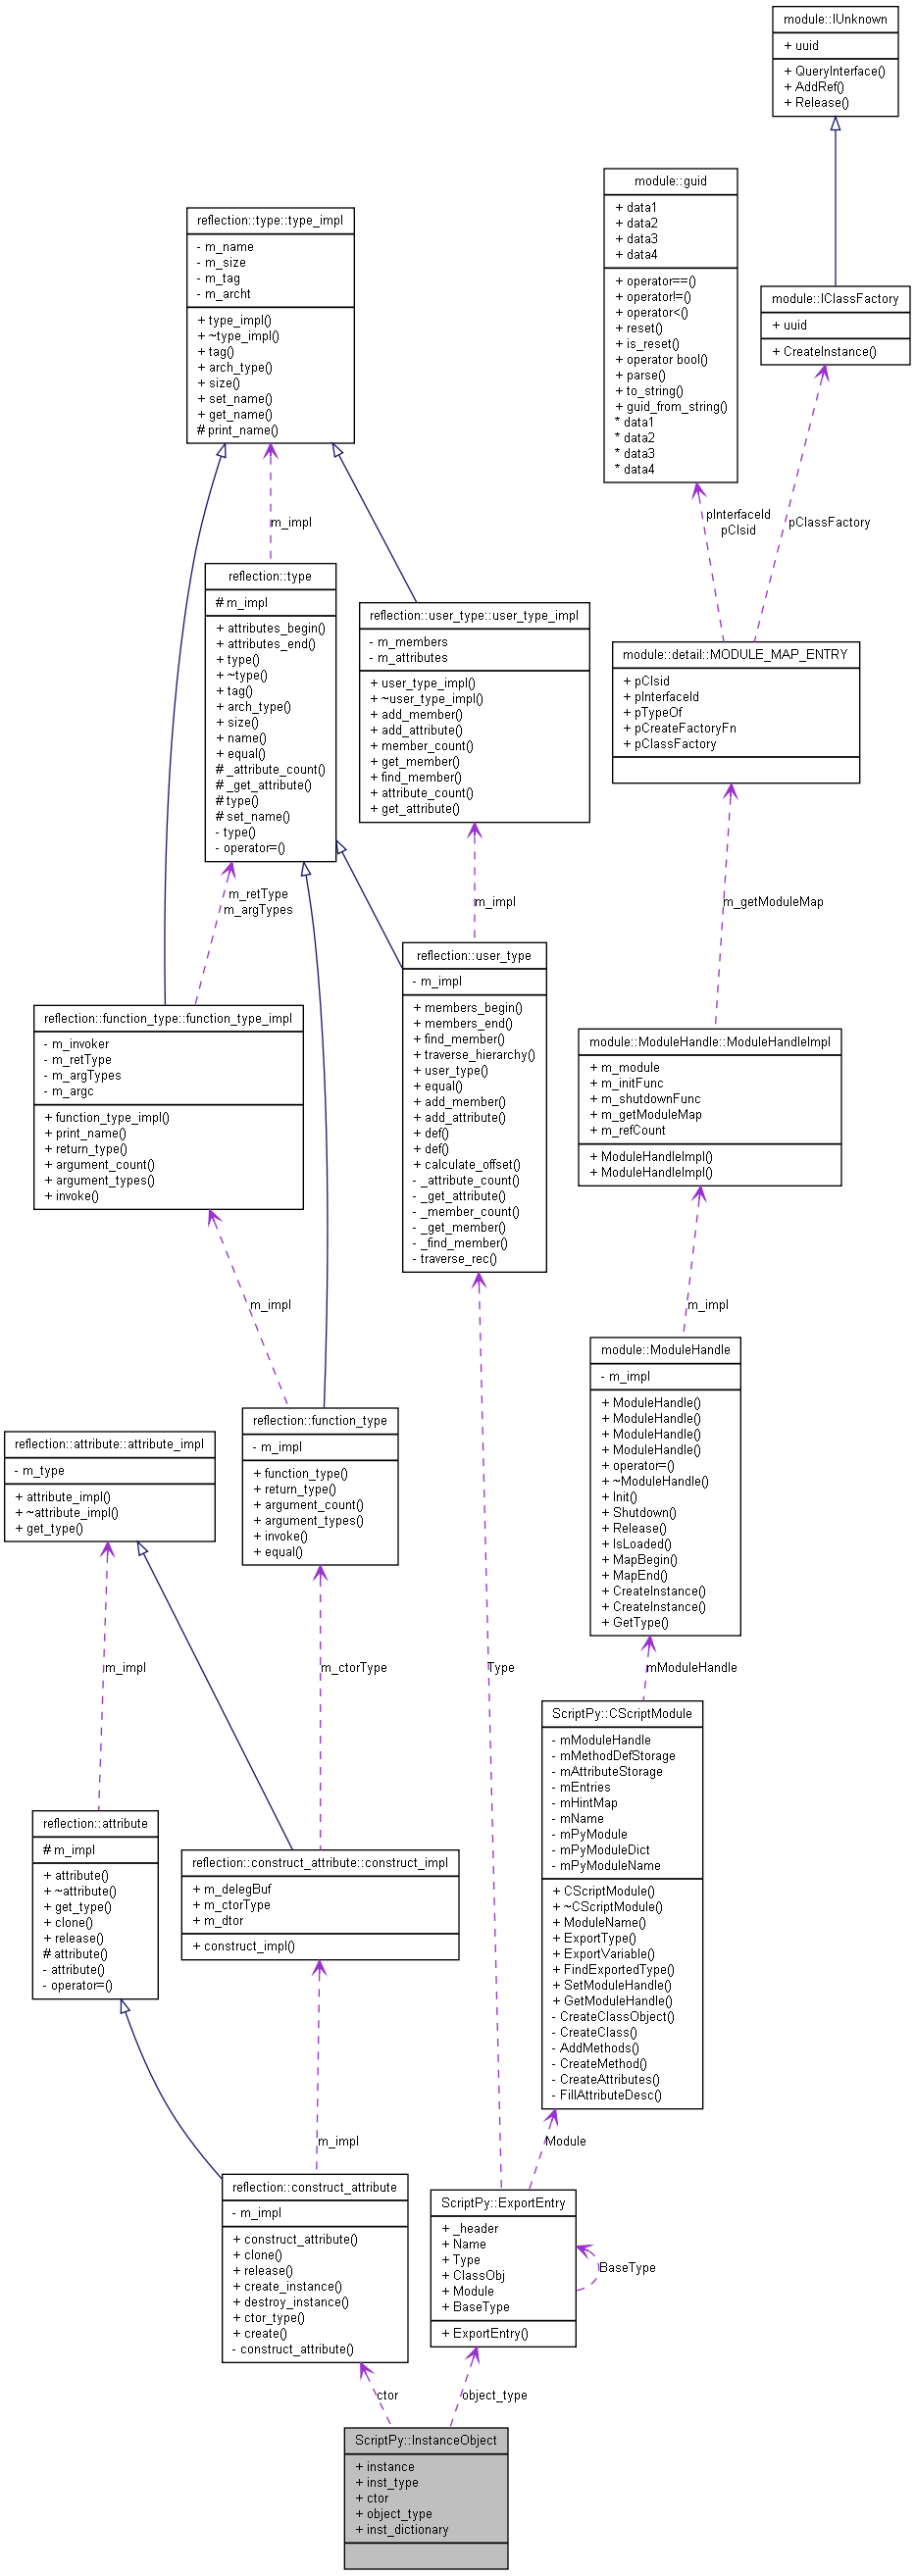 module::IUnknown
+ uuid
+ QueryInterface()
+ AddRef()
+ Release()
module::guid
+ data1
+ data2
+ data3
+ data4
+ operator==()
+ operator!=()
+ operator<()
+ reset()
+ is_reset()
+ operator bool()
+ parse()
+ to_string()
+ guid_from_string()
* data1
* data2
* data3
* data4
module::IClassFactory
+ uuid
+ CreateInstance()
reflection::type::type_impl
- m_name
- m_size
- m_tag
- m_archt
+ type_impl()
+ ~type_impl()
+ tag()
+ arch_type()
+ size()
+ set_name()
+ get_name()
# print_name()
m_impl
pInterfaceId
pClsid
pClassFactory
reflection::type
# m_impl
+ attributes_begin()
+ attributes_end()
+ type()
+ ~type()
+ tag()
+ arch_type()
+ size()
+ name()
+ equal()
# _attribute_count()
# _get_attribute()
# type()
# set_name()
- type()
- operator=()
reflection::user_type::user_type_impl
- m_members
- m_attributes
+ user_type_impl()
+ ~user_type_impl()
+ add_member()
+ add_attribute()
+ member_count()
+ get_member()
+ find_member()
+ attribute_count()
+ get_attribute()
module::detail::MODULE_MAP_ENTRY
+ pClsid
+ pInterfaceId
+ pTypeOf
+ pCreateFactoryFn
+ pClassFactory
m_retType
m_argTypes
m_impl
m_getModuleMap
reflection::user_type
- m_impl
+ members_begin()
+ members_end()
+ find_member()
+ traverse_hierarchy()
+ user_type()
+ equal()
+ add_member()
+ add_attribute()
+ def()
+ def()
+ calculate_offset()
- _attribute_count()
- _get_attribute()
- _member_count()
- _get_member()
- _find_member()
- traverse_rec()
reflection::function_type::function_type_impl
- m_invoker
- m_retType
- m_argTypes
- m_argc
+ function_type_impl()
+ print_name()
+ return_type()
+ argument_count()
+ argument_types()
+ invoke()
module::ModuleHandle::ModuleHandleImpl
+ m_module
+ m_initFunc
+ m_shutdownFunc
+ m_getModuleMap
+ m_refCount
+ ModuleHandleImpl()
+ ModuleHandleImpl()
m_impl
m_impl
module::ModuleHandle
- m_impl
+ ModuleHandle()
+ ModuleHandle()
+ ModuleHandle()
+ ModuleHandle()
+ operator=()
+ ~ModuleHandle()
+ Init()
+ Shutdown()
+ Release()
+ IsLoaded()
+ MapBegin()
+ MapEnd()
+ CreateInstance()
+ CreateInstance()
+ GetType()
reflection::function_type
- m_impl
+ function_type()
+ return_type()
+ argument_count()
+ argument_types()
+ invoke()
+ equal()
reflection::attribute::attribute_impl
- m_type
+ attribute_impl()
+ ~attribute_impl()
+ get_type()
m_impl
m_ctorType
Type
mModuleHandle
ScriptPy::CScriptModule
- mModuleHandle
- mMethodDefStorage
- mAttributeStorage
- mEntries
- mHintMap
- mName
- mPyModule
- mPyModuleDict
- mPyModuleName
+ CScriptModule()
+ ~CScriptModule()
+ ModuleName()
+ ExportType()
+ ExportVariable()
+ FindExportedType()
+ SetModuleHandle()
+ GetModuleHandle()
- CreateClassObject()
- CreateClass()
- AddMethods()
- CreateMethod()
- CreateAttributes()
- FillAttributeDesc()
reflection::attribute
# m_impl
+ attribute()
+ ~attribute()
+ get_type()
+ clone()
+ release()
# attribute()
- attribute()
- operator=()
reflection::construct_attribute::construct_impl
+ m_delegBuf
+ m_ctorType
+ m_dtor
+ construct_impl()
m_impl
Module
reflection::construct_attribute
- m_impl
+ construct_attribute()
+ clone()
+ release()
+ create_instance()
+ destroy_instance()
+ ctor_type()
+ create()
- construct_attribute()
ScriptPy::ExportEntry
+ _header
+ Name
+ Type
+ ClassObj
+ Module
+ BaseType
+ ExportEntry()
BaseType
ctor
object_type
ScriptPy::InstanceObject
+ instance
+ inst_type
+ ctor
+ object_type
+ inst_dictionary